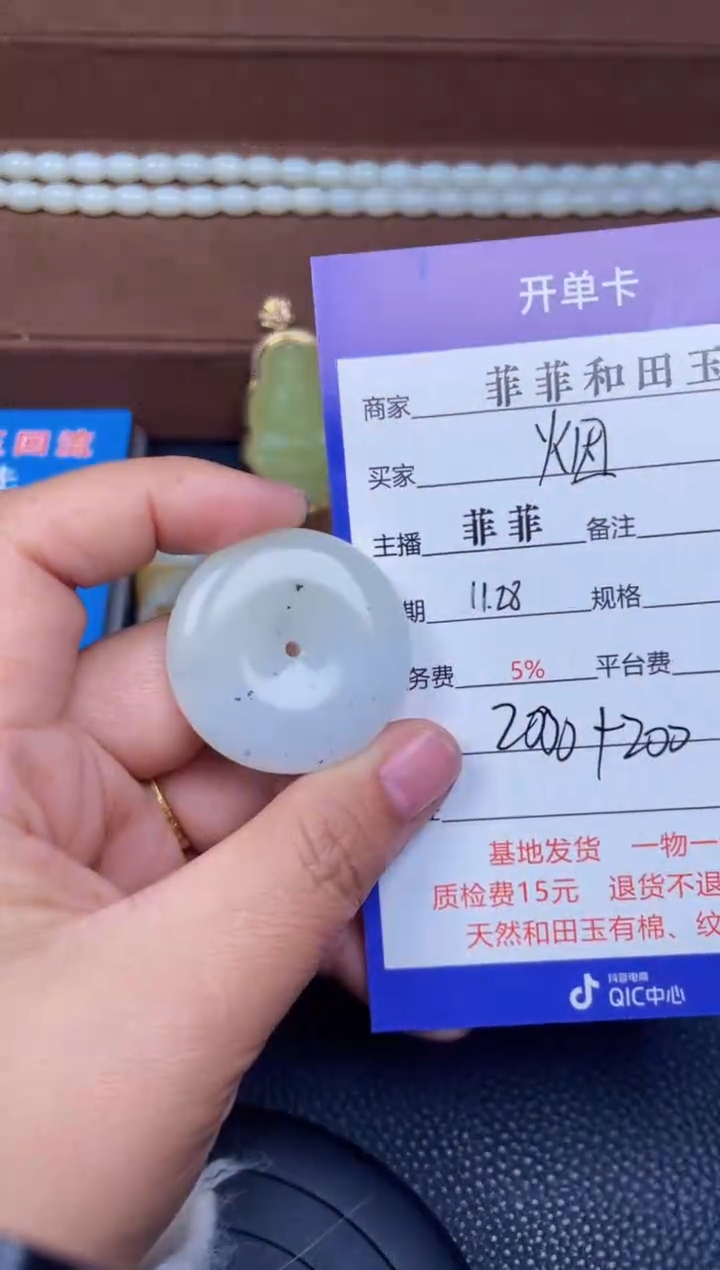 开单卡
商家 菲菲和田玉
买家 烟
主播 菲菲 备注
期 11.28 规格
务费 5% 平台费
2000+200
基地发货 一物一
质检费15元 退货不退
天然和田玉有棉、纹
抖音电商
QIC中心
回流